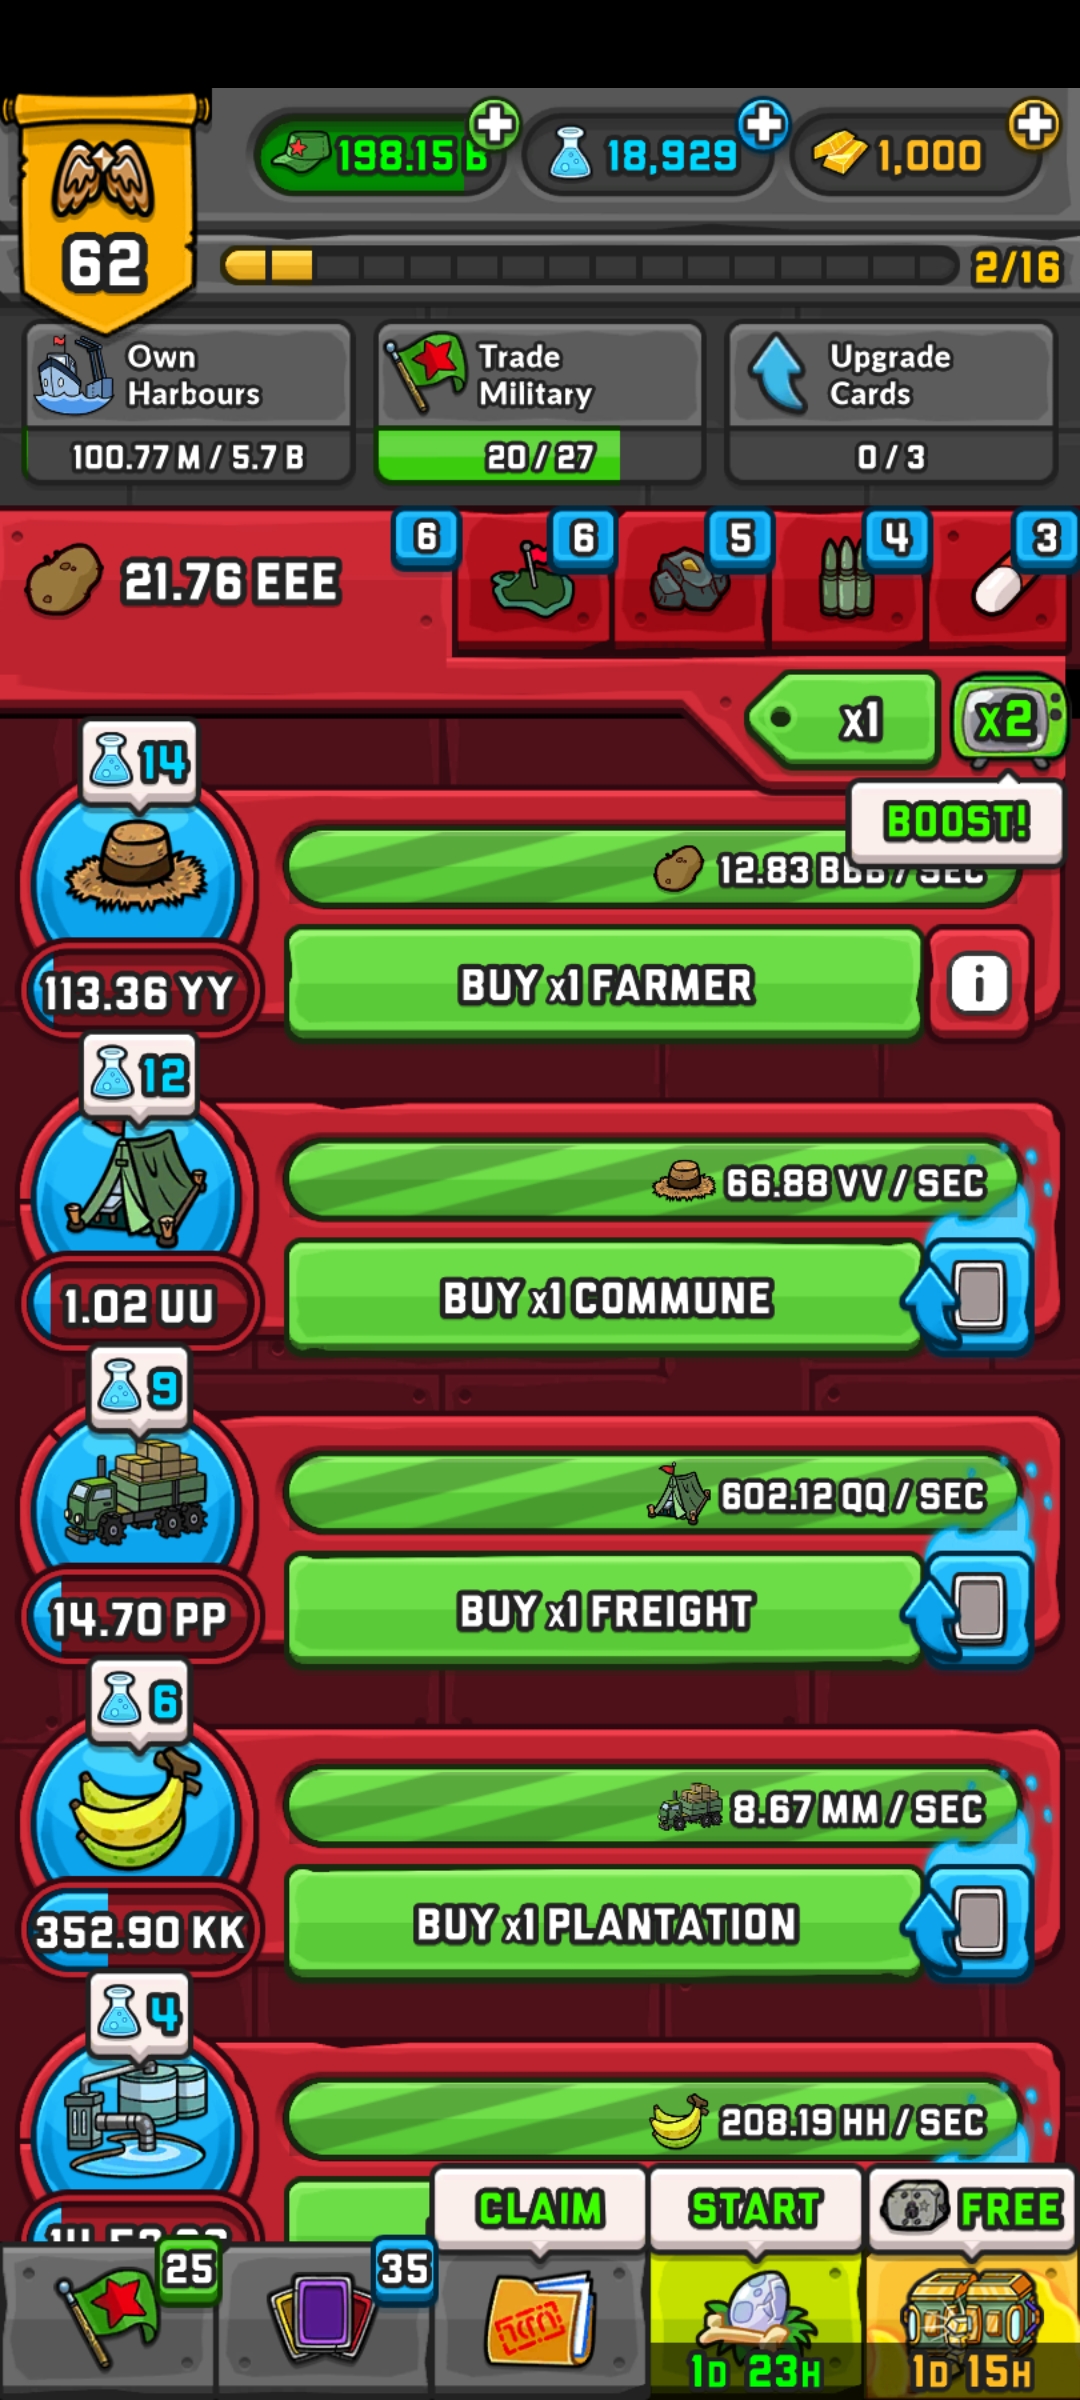 198.15 B
18,929
1,000
62
2/16
Own
Harbours
100.77 M / 5.7 B
Trade
Military
20 / 27
Upgrade
Cards
0 / 3
21.76 EEE
6
6
5
4
3
x1
x2
BOOST!
14
12.83 BBB / SEC
BUY x1 FARMER
i
113.36 YY
12
66.88 VV / SEC
BUY x1 COMMUNE
1.02 UU
9
602.12 QQ / SEC
BUY x1 FREIGHT
14.70 PP
6
8.67 MM / SEC
BUY x1 PLANTATION
352.90 KK
4
208.19 HH / SEC
CLAIM
START
FREE
25
35
1D 23H
1D 15H